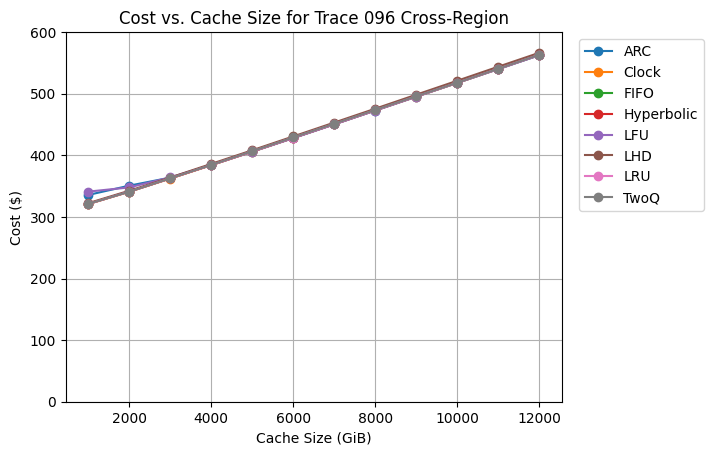 Cost vs. Cache Size for Trace 096 Cross-Region
600
500
400
300
200
100
0
Cost ($)
2000 4000 6000 8000 10000 12000
Cache Size (GiB)
ARC
Clock
FIFO
Hyperbolic
LFU
LHD
LRU
TwoQ